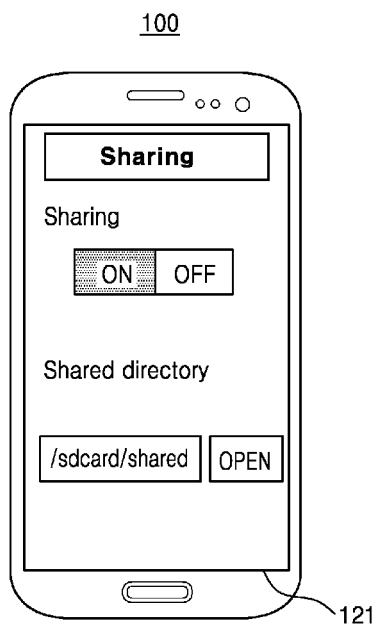 100
Sharing
Sharing
ON OFF
Shared directory
/sdcard/shared OPEN
121